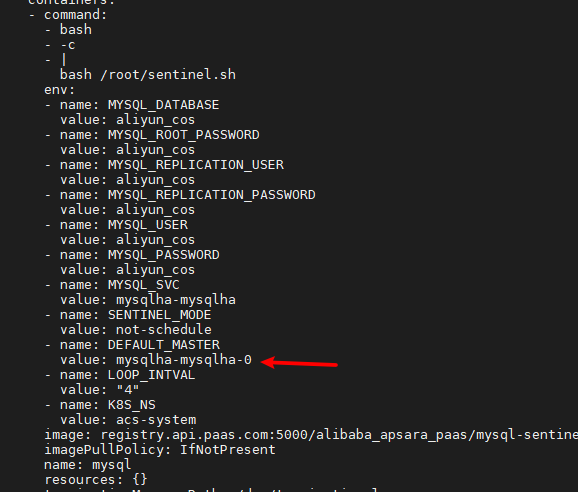 containers:
- command:
- bash
- -c
- |
bash /root/sentinel.sh
env:
- name: MYSQL_DATABASE
value: aliyun_cos
- name: MYSQL_ROOT_PASSWORD
value: aliyun_cos
- name: MYSQL_REPLICATION_USER
value: aliyun_cos
- name: MYSQL_REPLICATION_PASSWORD
value: aliyun_cos
- name: MYSQL_USER
value: aliyun_cos
- name: MYSQL_PASSWORD
value: aliyun_cos
- name: MYSQL_SVC
value: mysqlha-mysqlha
- name: SENTINEL_MODE
value: not-schedule
- name: DEFAULT_MASTER
value: mysqlha-mysqlha-0
- name: LOOP_INTVAL
value: "4"
- name: K8S_NS
value: acs-system
image: registry.api.paas.com:5000/alibaba_apsara_paas/mysql-sentine
imagePullPolicy: IfNotPresent
name: mysql
resources: {}